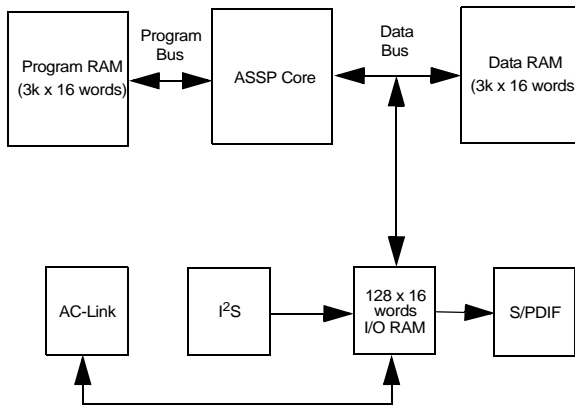 Program
Bus
Data
Bus
Program RAM
(3k x 16 words)
ASSP Core
Data RAM
(3k x 16 words
AC-Link
I²S
128 x 16
words
I/O RAM
S/PDIF